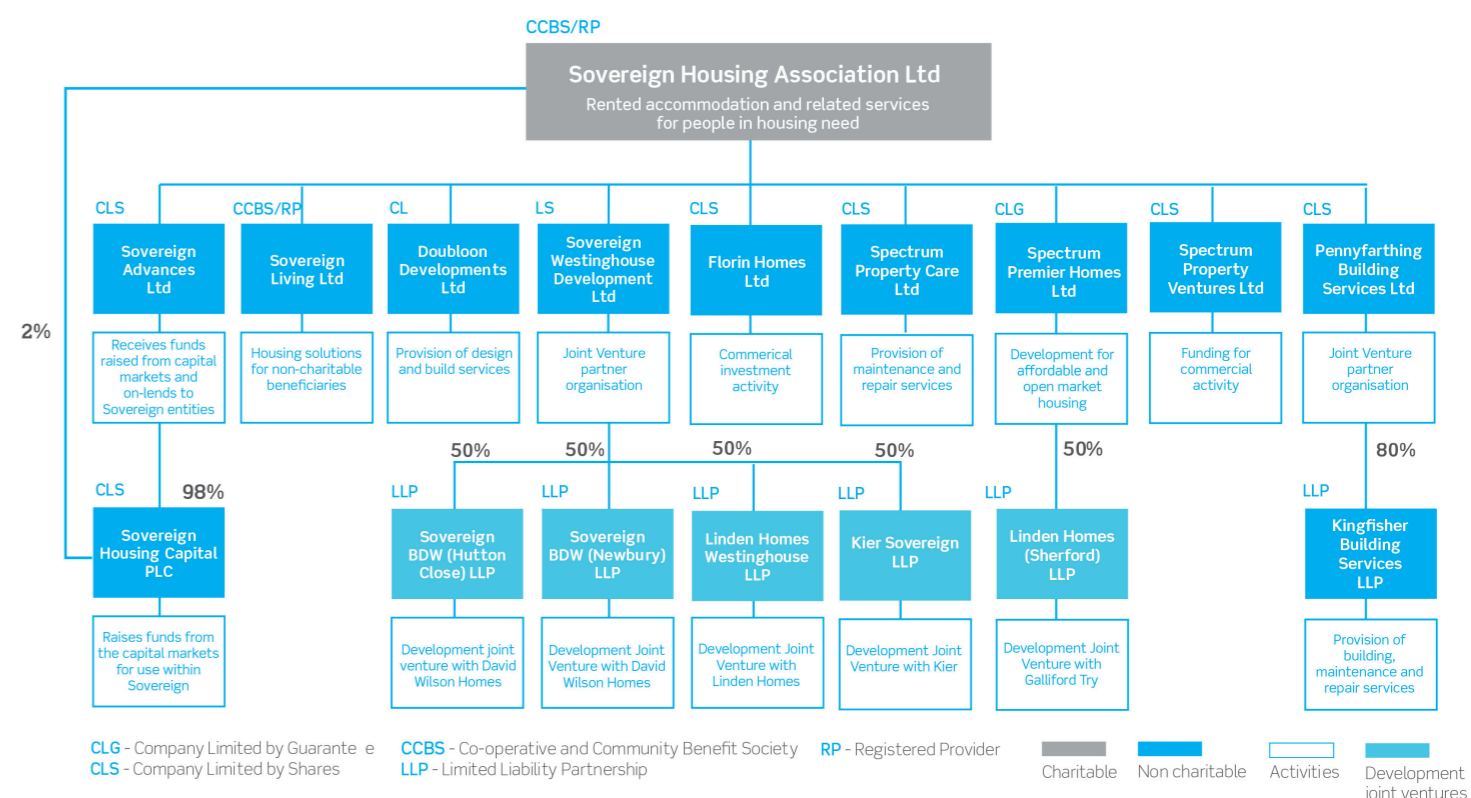 CCBS/RP
Sovereign Housing Association Ltd
Rented accommodation and related services
for people in housing need
CLS
Sovereign
Advances
Ltd
Receives funds
raised from capital
markets and
on-lends to
Sovereign entities
CCBS/RP
Sovereign
Living Ltd
Housing solutions
for non-charitable
beneficiaries
CL
Doubloon
Developments
Ltd
Provision of design
and build services
LS
Sovereign
Westinghouse
Development
Ltd
Joint Venture
partner
organisation
CLS
Florin Homes
Ltd
Commerical
investment
activity
CLS
Spectrum
Property Care
Ltd
Provision of
maintenance and
repair services
CLG
Spectrum
Premier Homes
Ltd
Development for
affordable and
open market
housing
CLS
Spectrum
Property
Ventures Ltd
Funding for
commercial
activity
CLS
Pennyfarthing
Building
Services Ltd
Joint Venture
partner
organisation
2%
CLS
98%
Sovereign
Housing Capital
PLC
Raises funds from
the capital markets
for use within
Sovereign
50%
LLP
Sovereign
BDW (Hutton
Close) LLP
Development joint
venture with David
Wilson Homes
50%
LLP
Sovereign
BDW (Newbury)
LLP
Development Joint
Venture with David
Wilson Homes
50%
LLP
Linden Homes
Westinghouse
LLP
Development Joint
Venture with
Linden Homes
50%
LLP
Kier Sovereign
LLP
Development Joint
Venture with Kier
50%
LLP
Linden Homes
(Sherford)
LLP
Development Joint
Venture with
Galliford Try
80%
LLP
Kingfisher
Building
Services
LLP
Provision of
building,
maintenance and
repair services
CLG - Company Limited by Guarante e
CLS - Company Limited by Shares
CCBS - Co-operative and Community Benefit Society
LLP - Limited Liability Partnership
RP - Registered Provider
Charitable
Non charitable
Activities
Development
joint ventures